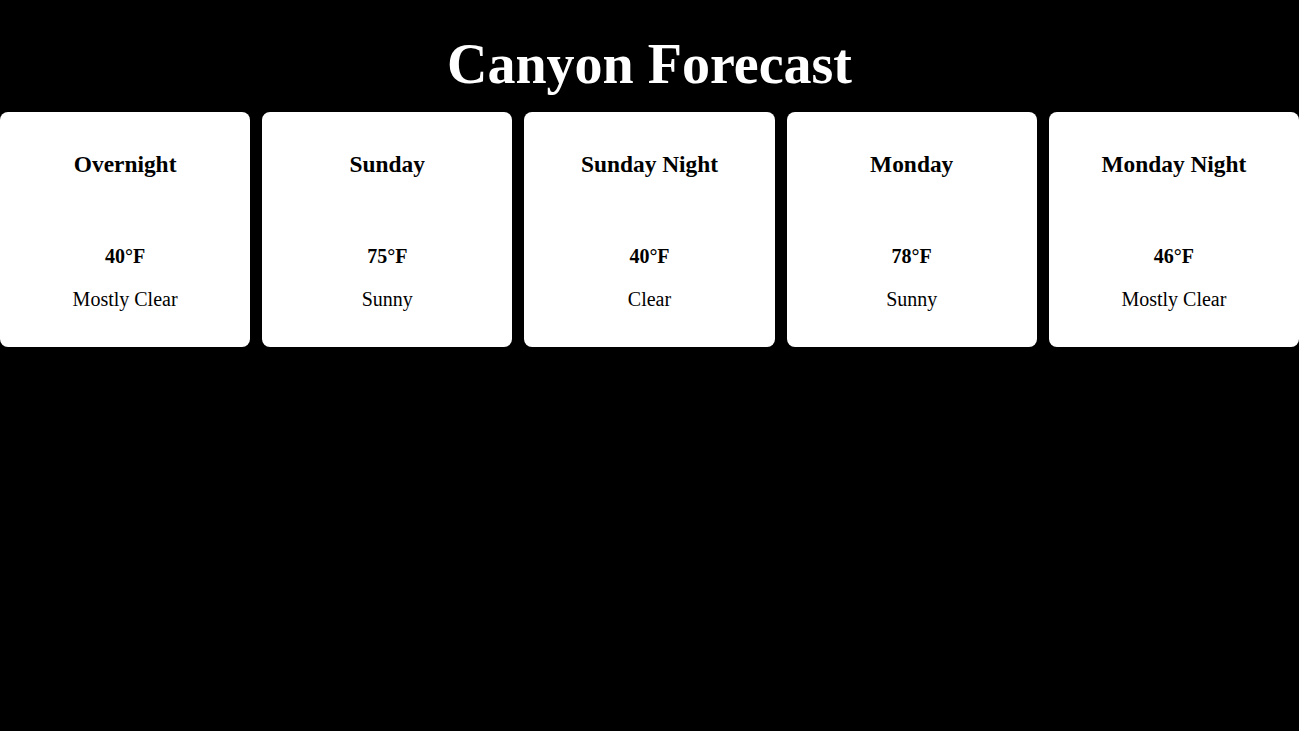 Canyon Forecast
Overnight
40°F
Mostly Clear
Sunday
75°F
Sunny
Sunday Night
40°F
Clear
Monday
78°F
Sunny
Monday Night
46°F
Mostly Clear